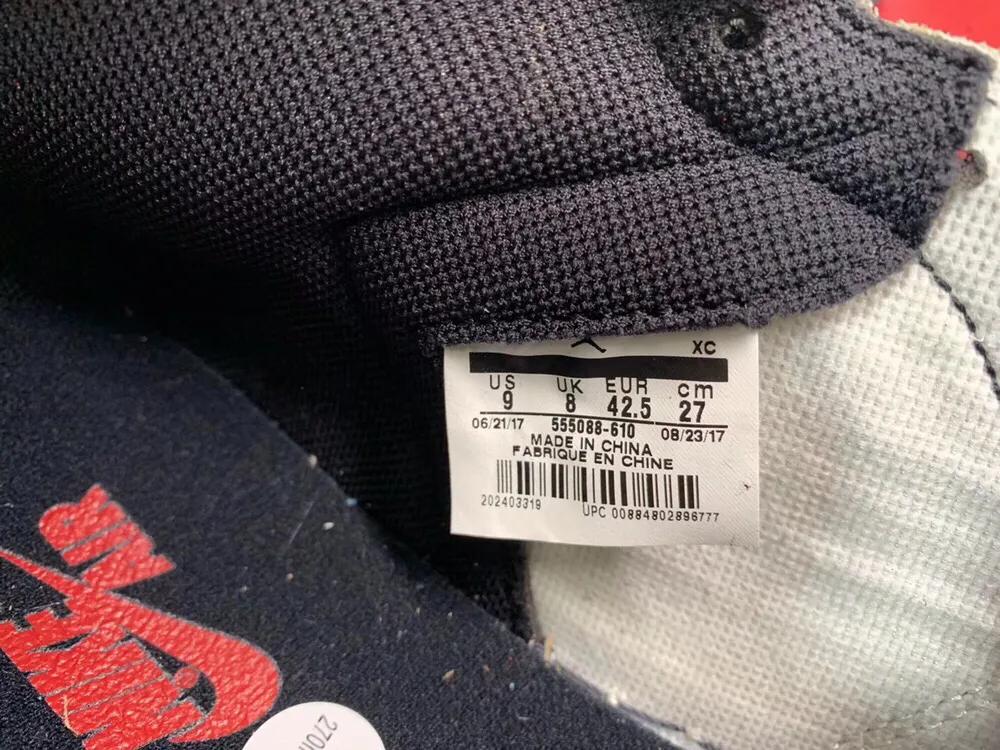 XC
US UK EUR cm
9 8 42.5 27
06/21/17 555088-610 08/23/17
MADE IN CHINA
FABRIQUE EN CHINE
202403319 UPC 00884802896777
NIKE
AIR